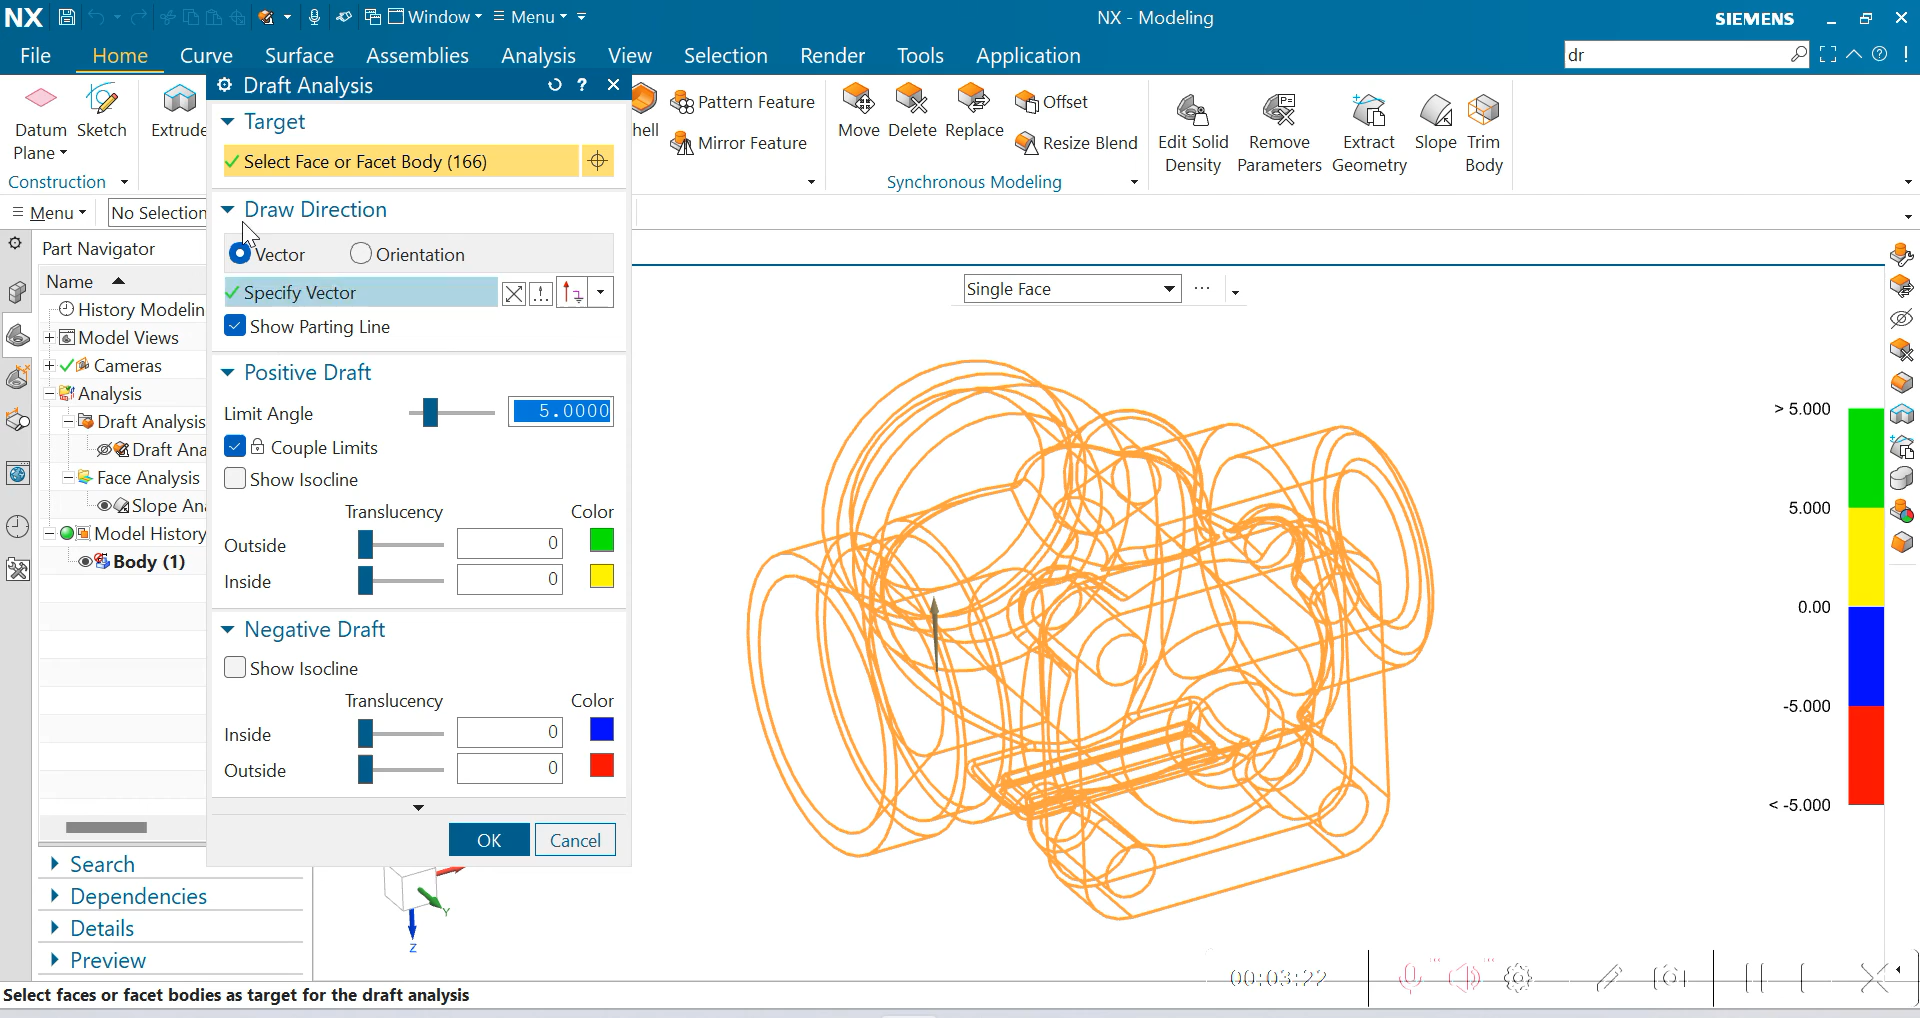 NX
Window
Menu
NX - Modeling
SIEMENS
File
Home
Curve
Surface
Assemblies
Analysis
View
Selection
Render
Tools
Application
dr
Draft Analysis
Datum
Plane
Sketch
Extrude
hell
Pattern Feature
Mirror Feature
Move
Delete
Replace
Offset
Resize Blend
Edit Solid
Density
Remove
Parameters
Extract
Geometry
Slope
Trim
Body
Construction
Synchronous Modeling
Menu
No Selection
Target
Select Face or Facet Body (166)
Draw Direction
Vector
Orientation
Specify Vector
Show Parting Line
Positive Draft
Limit Angle
5.0000
Couple Limits
Show Isocline
Translucency
Color
Outside
0
Inside
0
Negative Draft
Show Isocline
Translucency
Color
Inside
0
Outside
0
OK
Cancel
Part Navigator
Name
History Modelin
Model Views
Cameras
Analysis
Draft Analysis
Draft Ana
Face Analysis
Slope Ana
Model History
Body (1)
Search
Dependencies
Details
Preview
Single Face
> 5.000
5.000
0.00
-5.000
< -5.000
Y
Z
00:03:22
Select faces or facet bodies as target for the draft analysis